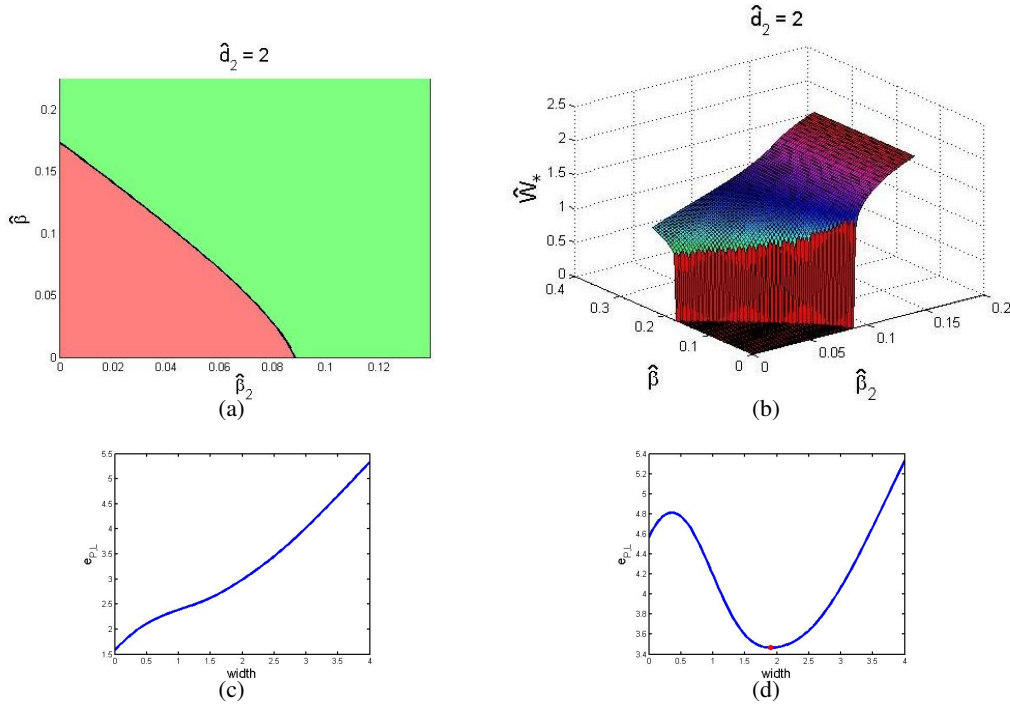 d̂₂ = 2
0.2
0.15
0.1
0.05
0
β̂
0 0.02 0.04 0.06 0.08 0.1 0.12
β̂₂
(a)
d̂₂ = 2
2.5
2
1.5
1
0.5
0
Ŵ*
0.4
0.3
0.2
0.1
0
β̂
0
0.05
0.1
0.15
0.2
β̂₂
(b)
5.5
5
4.5
4
3.5
3
2.5
2
1.5
e_{P,L}
0 0.5 1 1.5 2 2.5 3 3.5 4
width
(c)
5.4
5.2
5
4.8
4.6
4.4
4.2
4
3.8
3.6
3.4
e_{P,L}
0 0.5 1 1.5 2 2.5 3 3.5 4
width
(d)